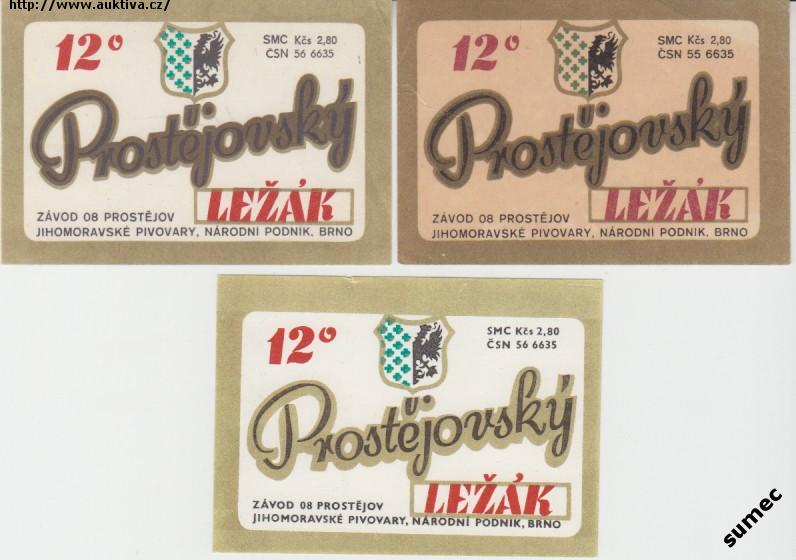 http://www.auktiva.cz/
12°
SMC Kčs 2,80
ČSN 56 6635
Prostějovský
LEŽÁK
ZÁVOD 08 PROSTĚJOV
JIHOMORAVSKÉ PIVOVARY, NÁRODNÍ PODNIK, BRNO
12°
SMC Kčs 2,80
ČSN 55 6635
Prostějovský
LEŽÁK
ZÁVOD 08 PROSTĚJOV
JIHOMORAVSKÉ PIVOVARY, NÁRODNÍ PODNIK, BRNO
12°
SMC Kčs 2,80
ČSN 56 6635
Prostějovský
LEŽÁK
ZÁVOD 08 PROSTĚJOV
JIHOMORAVSKÉ PIVOVARY, NÁRODNÍ PODNIK, BRNO
sumec